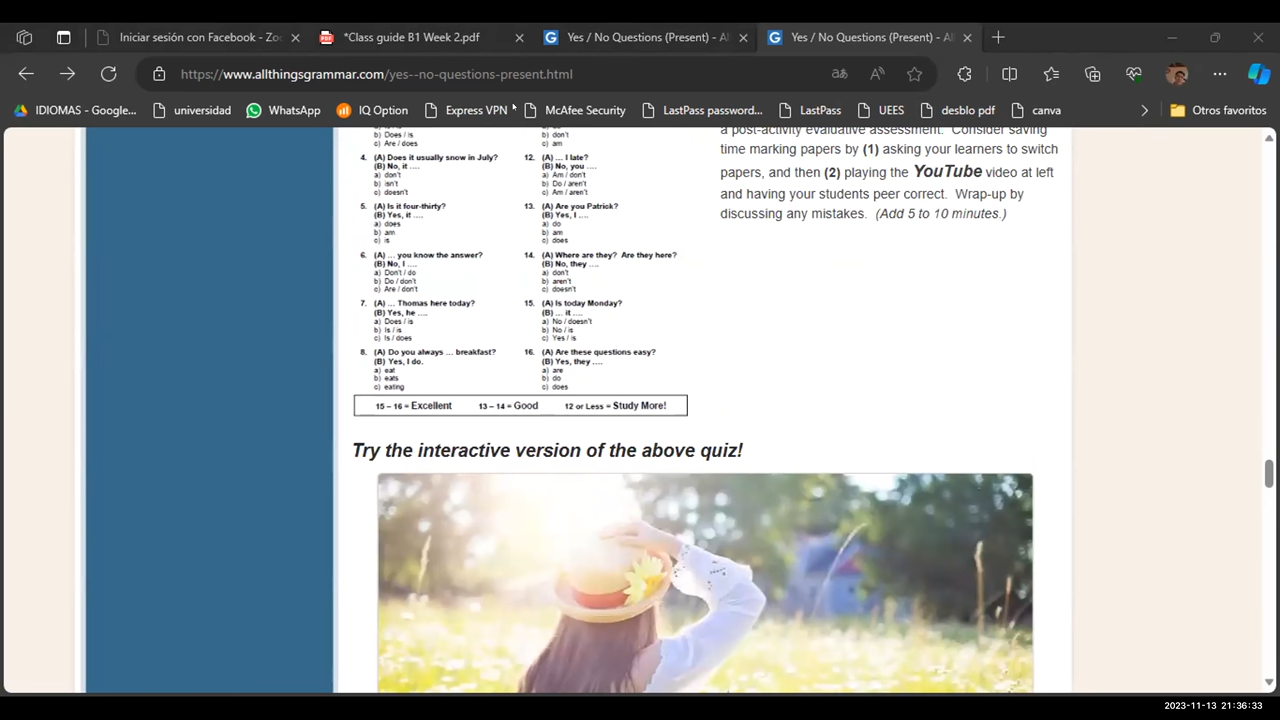 Iniciar sesión con Facebook - Zoo
*Class guide B1 Week 2.pdf
Yes / No Questions (Present) - All
Yes / No Questions (Present) - All
https://www.allthingsgrammar.com/yes--no-questions-present.html
IDIOMAS - Google...
universidad
WhatsApp
IQ Option
Express VPN
McAfee Security
LastPass password...
LastPass
UEES
desblo pdf
canva
Otros favoritos
b) Does / is
c) Are / does
4. (A) Does it usually snow in July?
(B) No, it ....
a) don't
b) isn't
c) doesn't
5. (A) Is it four-thirty?
(B) Yes, it ....
a) does
b) am
c) is
6. (A) ... you know the answer?
(B) No, I ....
a) Don't / do
b) Do / don't
c) Are / don't
7. (A) ... Thomas here today?
(B) Yes, he ....
a) Does / is
b) Is / is
c) Is / does
8. (A) Do you always ... breakfast?
(B) Yes, I do.
a) eat
b) eats
c) eating
b) don't
c) am
12. (A) ... I late?
(B) No, you ....
a) Am / don't
b) Do / aren't
c) Am / aren't
13. (A) Are you Patrick?
(B) Yes, I ....
a) do
b) am
c) does
14. (A) Where are they? Are they here?
(B) No, they ....
a) don't
b) aren't
c) doesn't
15. (A) Is today Monday?
(B) ... it ....
a) No / doesn't
b) No / is
c) Yes / is
16. (A) Are these questions easy?
(B) Yes, they ....
a) are
b) do
c) does
15 – 16 = Excellent 13 – 14 = Good 12 or Less = Study More!
a post-activity evaluative assessment. Consider saving
time marking papers by (1) asking your learners to switch
papers, and then (2) playing the YouTube video at left
and having your sudents peer correct. Wrap-up by
discussing any mistakes. (Add 5 to 10 minutes.)
Try the interactive version of the above quiz!
2023-11-13 21:36:33